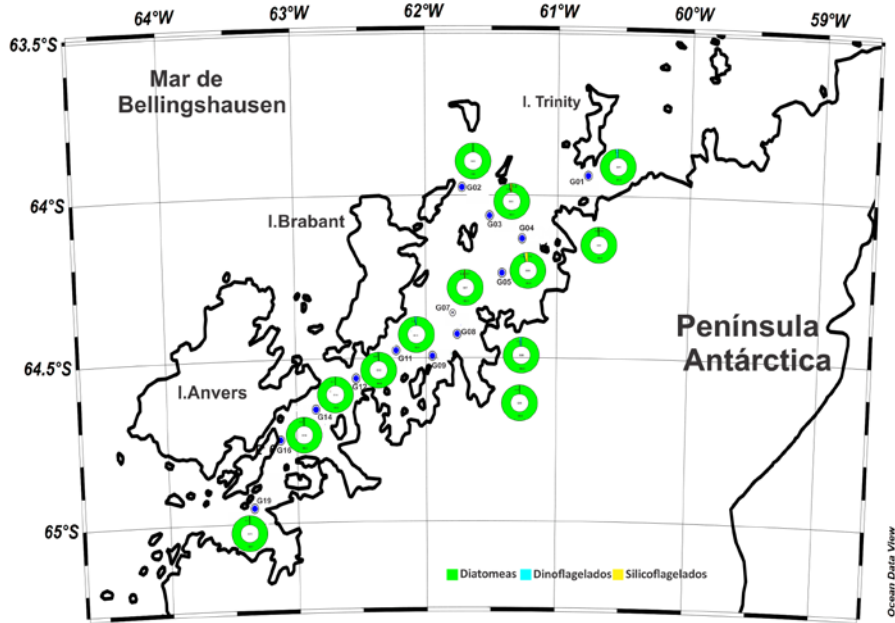 64°W 63°W 62°W 61°W 60°W 59°W
63.5°S
Mar de
Bellingshausen
I. Trinity
G01
G02
64°S
G03
I.Brabant
G04
G05
G07
Península
Antárctica
G08
64.5°S
G11
G09
I.Anvers
G12
G14
G16
G19
65°S
Diatomeas Dinoflagelados Silicoflagelados
Ocean Data View